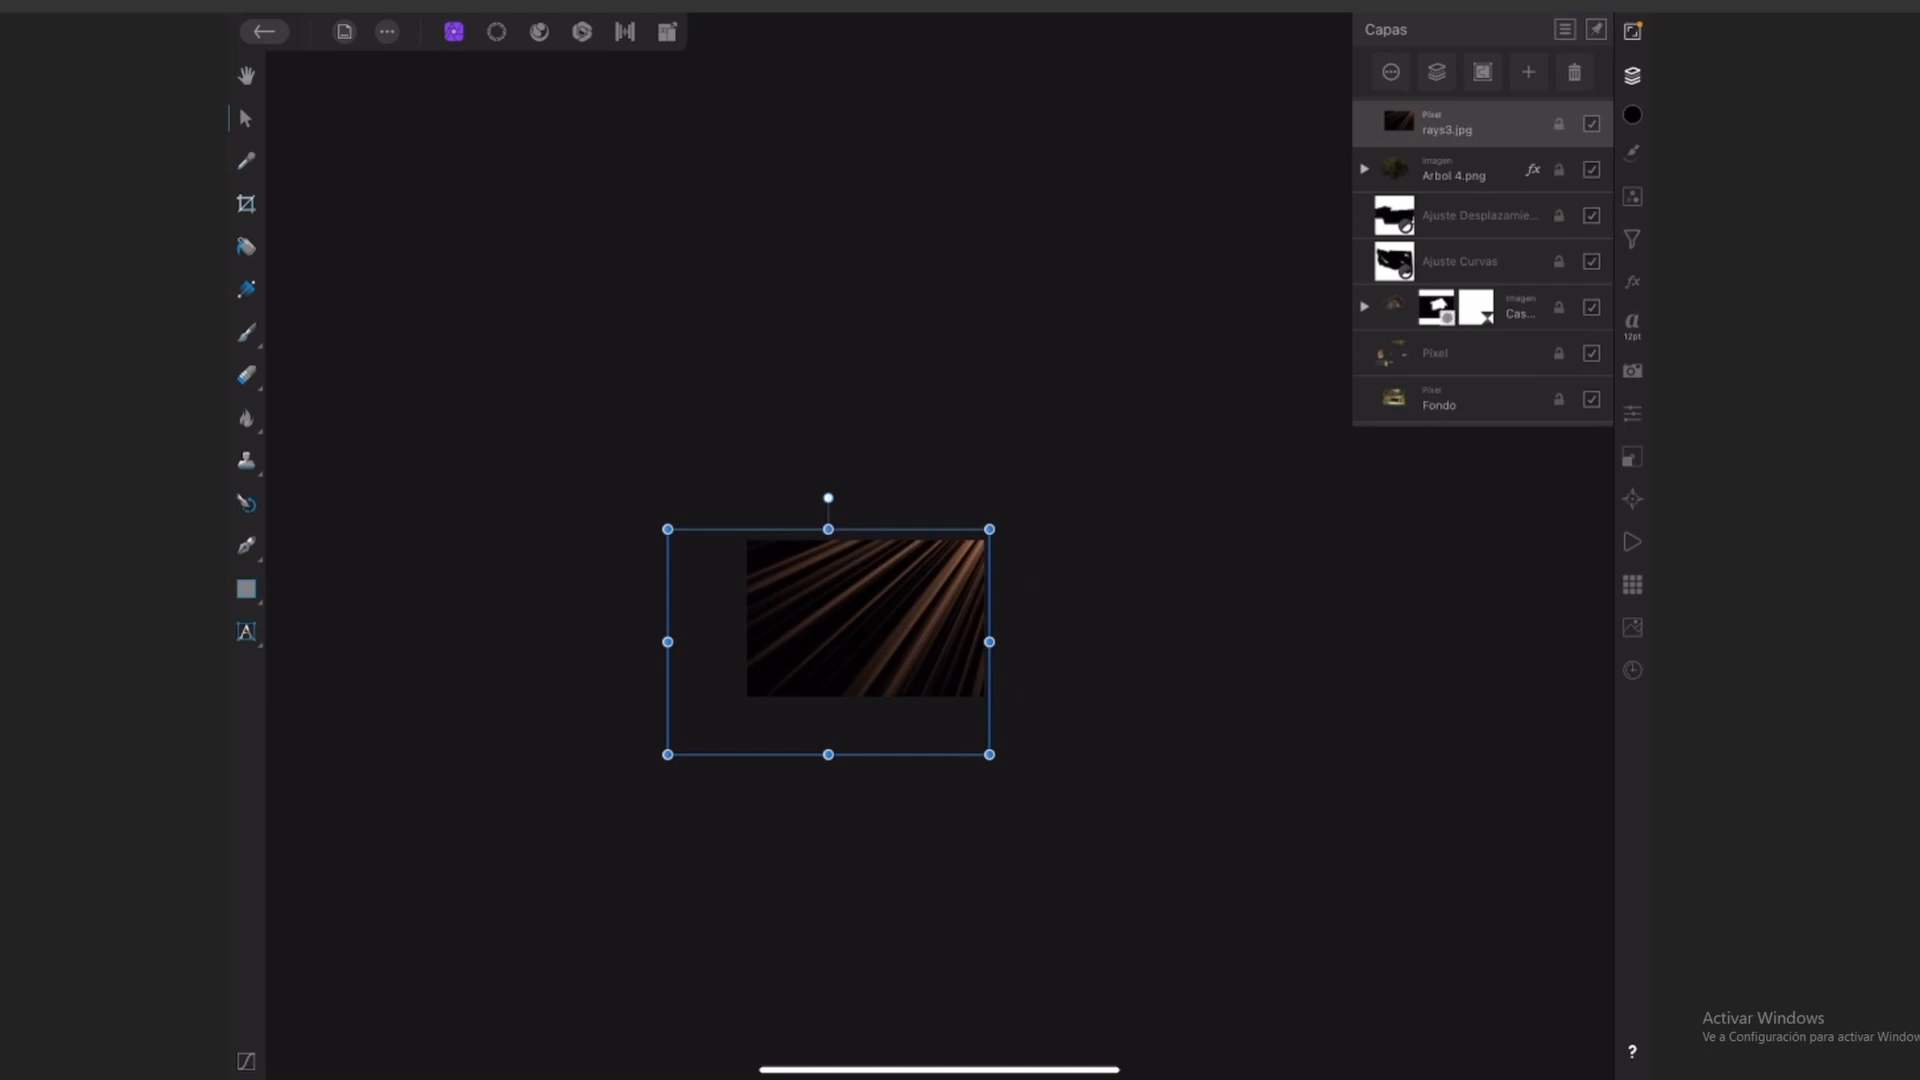 Capas
Pixel
rays3.jpg
Imagen
Arbol 4.png
fx
Ajuste Desplazamie...
Ajuste Curvas
Imagen
Cas...
Pixel
Pixel
Fondo
fx
a
12pt
A
Activar Windows
Ve a Configuración para activar Window
?